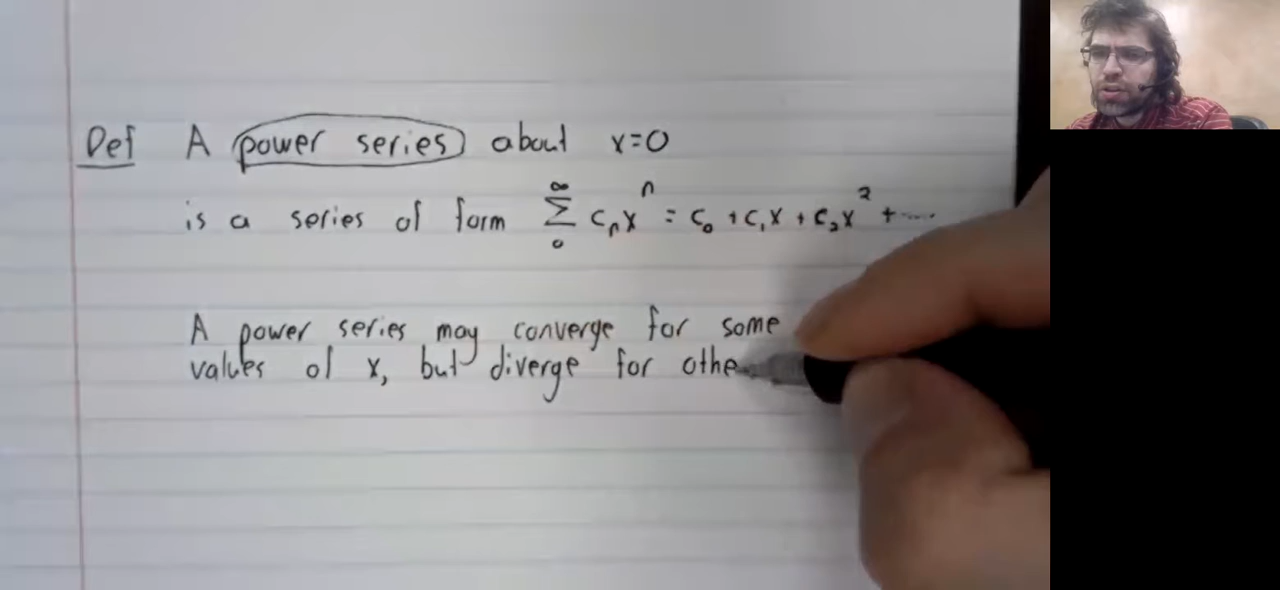 Def A power series about x=0
is a series of form ∞∑0 cₙxⁿ = c₀ + c₁x + c₂x² + ....
A power series may converge for some
values of x, but diverge for othe